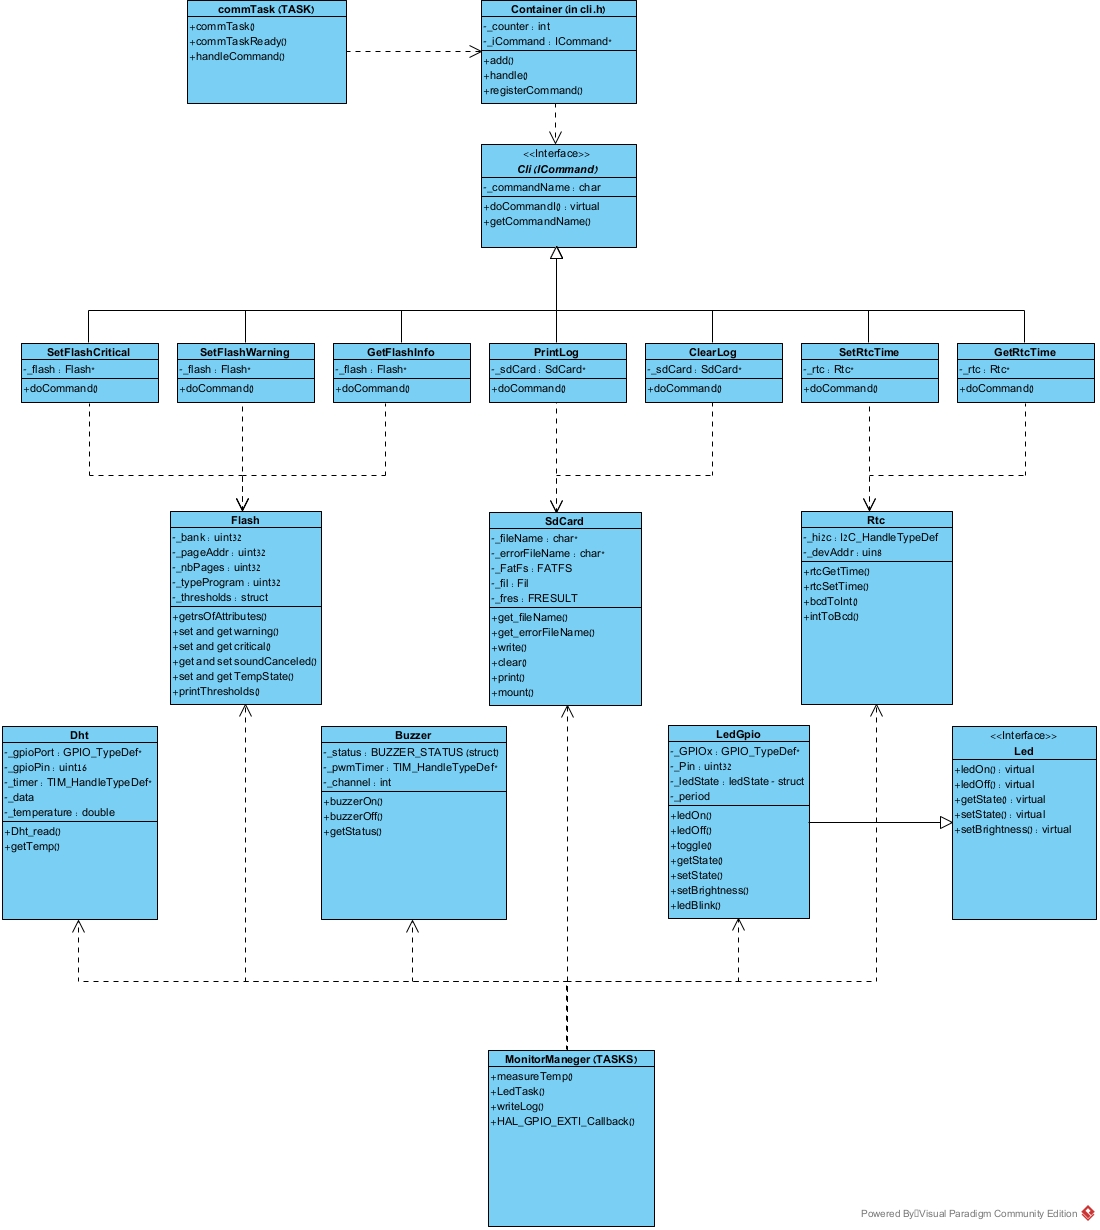 commTask (TASK)
+commTask()
+commTaskReady()
+handleCommand()
Container (in cli.h)
-_counter : int
-_iCommand : ICommand*
+add()
+handle()
+registerCommand()
<<Interface>>
Cli (ICommand)
-_commandName : char
+doCommandI() : virtual
+getCommandName()
SetFlashCritical
-_flash : Flash*
+doCommand()
SetFlashWarning
-_flash : Flash*
+doCommand()
GetFlashInfo
-_flash : Flash*
+doCommand()
PrintLog
-_sdCard : SdCard*
+doCommand()
ClearLog
-_sdCard : SdCard*
+doCommand()
SetRtcTime
-_rtc : Rtc*
+doCommand()
GetRtcTime
-_rtc : Rtc*
+doCommand()
Flash
-_bank : uint32
-_pageAddr : uint32
-_nbPages : uint32
-_typeProgram : uint32
-_thresholds : struct
+getrsOfAttributes()
+set and get warning()
+set and get critical()
+get and set soundCanceled()
+set and get TempState()
+printThresholds()
SdCard
-_fileName : char*
-_errorFileName : char*
-_FatFs : FATFS
-_fil : Fil
-_fres : FRESULT
+get_fileName()
+get_errorFileName()
+write()
+clear()
+print()
+mount()
Rtc
-_hi2c : I2C_HandleTypeDef
-_devAddr : uin8
+rtcGetTime()
+rtcSetTime()
+bcdToInt()
+intToBcd()
Dht
-_gpioPort : GPIO_TypeDef*
-_gpioPin : uint16
-_timer : TIM_HandleTypeDef*
-_data
-_temperature : double
+Dht_read()
+getTemp()
Buzzer
-_status : BUZZER_STATUS (struct)
-_pwmTimer : TIM_HandleTypeDef*
-_channel : int
+buzzerOn()
+buzzerOff()
+getStatus()
LedGpio
-_GPIOx : GPIO_TypeDef*
-_Pin : uint32
-_ledState : ledState - struct
-_period
+ledOn()
+ledOff()
+toggle()
+getState()
+setState()
+setBrightness()
+ledBlink()
<<Interface>>
Led
+ledOn() : virtual
+ledOff() : virtual
+getState() : virtual
+setState() : virtual
+setBrightness() : virtual
MonitorManeger (TASKS)
+measureTemp()
+LedTask()
+writeLog()
+HAL_GPIO_EXTI_Callback()
Powered By Visual Paradigm Community Edition